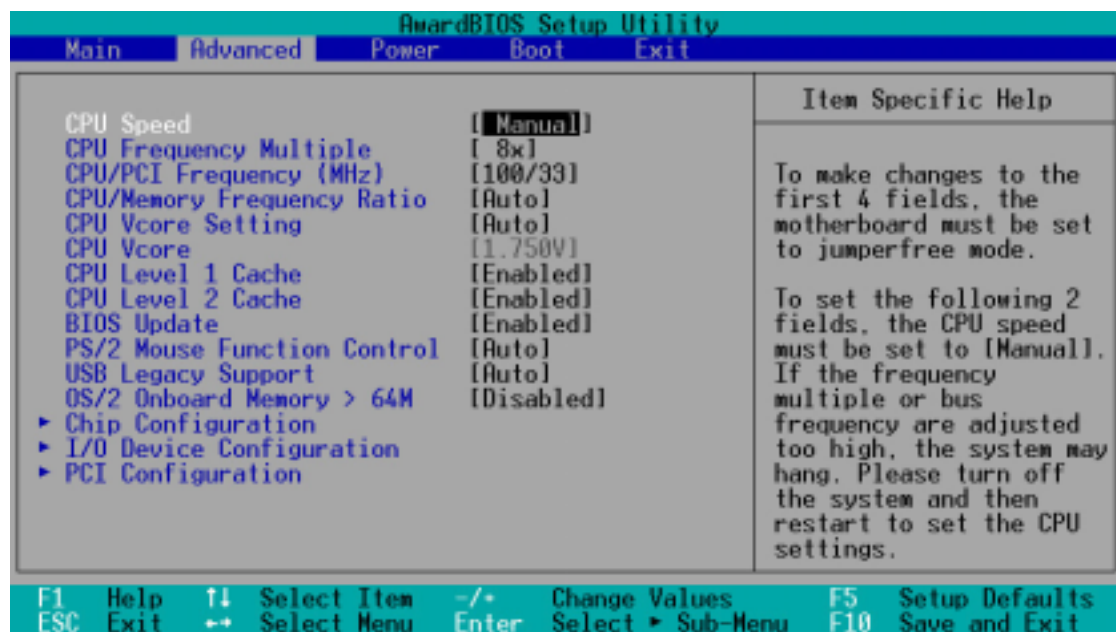 AwardBIOS Setup Utility
Main Advanced Power Boot Exit
CPU Speed [ Manual]
CPU Frequency Multiple [ 8x]
CPU/PCI Frequency (MHz) [100/33]
CPU/Memory Frequency Ratio [Auto]
CPU Vcore Setting [Auto]
CPU Vcore [1.750V]
CPU Level 1 Cache [Enabled]
CPU Level 2 Cache [Enabled]
BIOS Update [Enabled]
PS/2 Mouse Function Control [Auto]
USB Legacy Support [Auto]
OS/2 Onboard Memory > 64M [Disabled]
▶ Chip Configuration
▶ I/O Device Configuration
▶ PCI Configuration
Item Specific Help
To make changes to the
first 4 fields, the
motherboard must be set
to jumperfree mode.
To set the following 2
fields, the CPU speed
must be set to [Manual].
If the frequency
multiple or bus
frequency are adjusted
too high, the system may
hang. Please turn off
the system and then
restart to set the CPU
settings.
F1 Help ↑↓ Select Item -/+ Change Values F5 Setup Defaults
ESC Exit ←→ Select Menu Enter Select ▶ Sub-Menu F10 Save and Exit